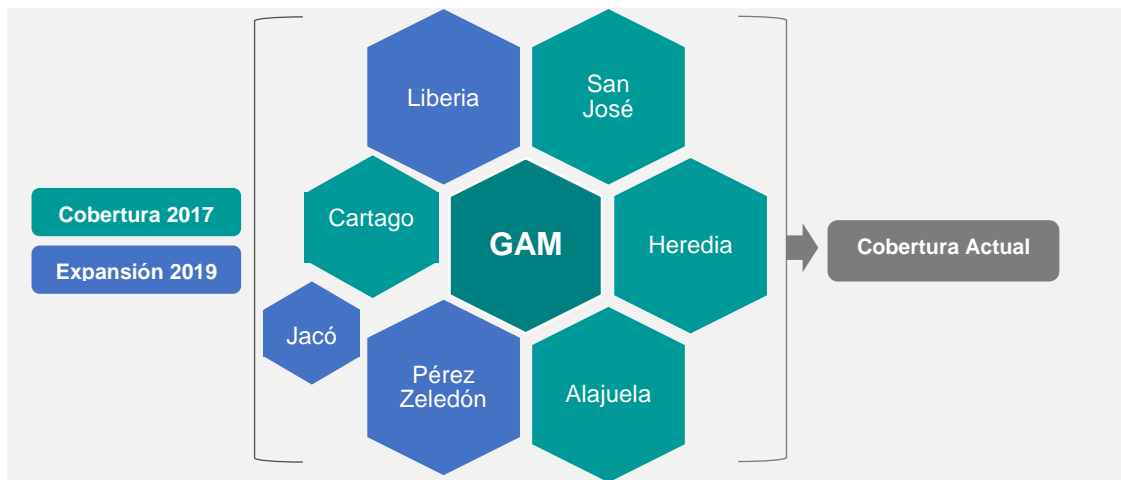 Cobertura 2017
Expansión 2019
Liberia
San
José
Cartago
GAM
Heredia
Jacó
Pérez
Zeledón
Alajuela
Cobertura Actual